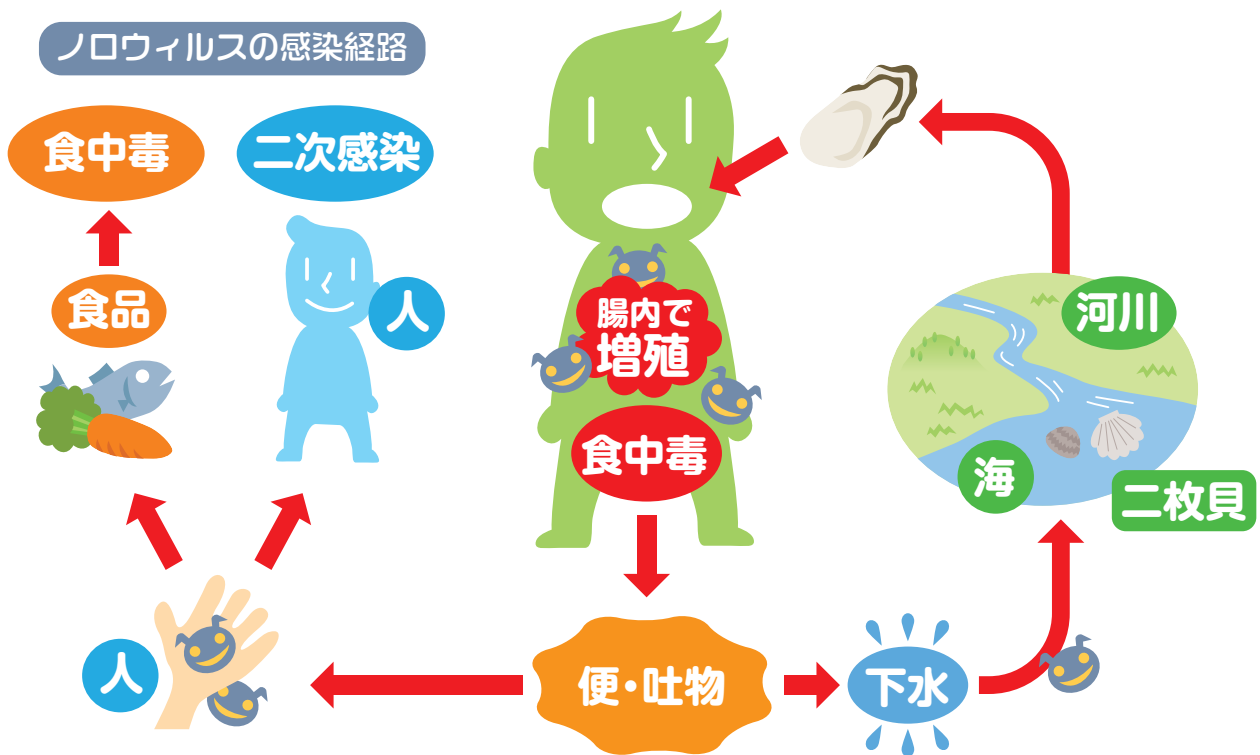 ノロウィルスの感染経路
食中毒
二次感染
食品
人
腸内で
増殖
食中毒
河川
海
二枚貝
人
便・吐物
下水